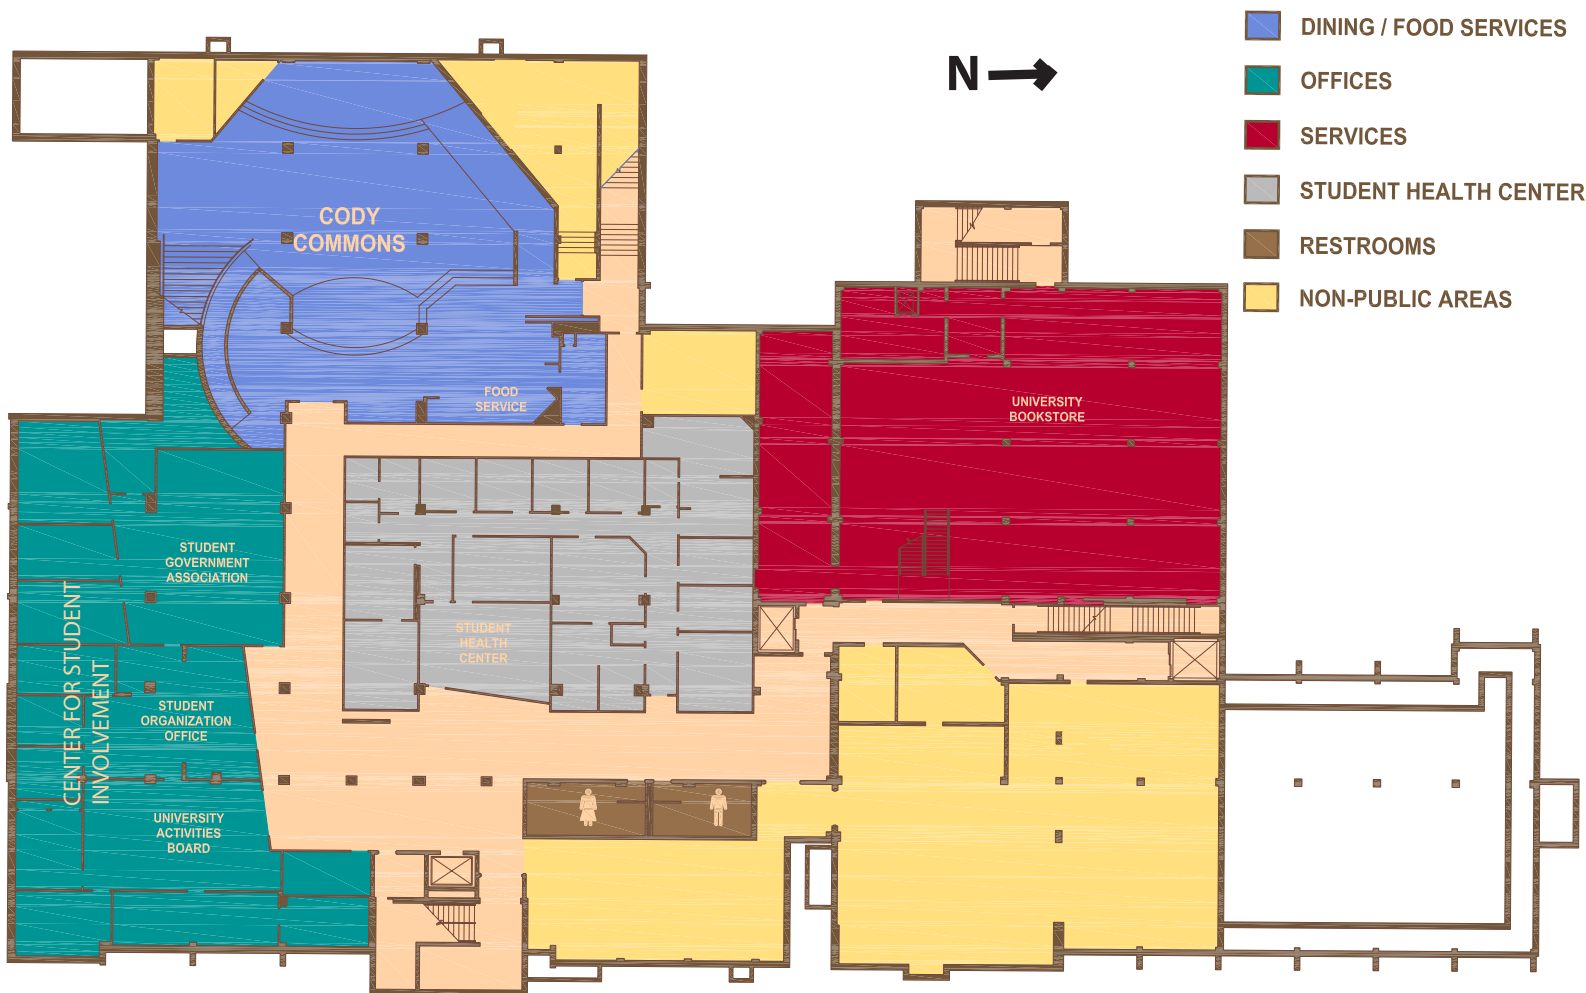 N
DINING / FOOD SERVICES
OFFICES
SERVICES
STUDENT HEALTH CENTER
RESTROOMS
NON-PUBLIC AREAS
CODY
COMMONS
FOOD
SERVICE
UNIVERSITY
BOOKSTORE
STUDENT
GOVERNMENT
ASSOCIATION
STUDENT
HEALTH
CENTER
CENTER FOR STUDENT
INVOLVEMENT
STUDENT
ORGANIZATION
OFFICE
UNIVERSITY
ACTIVITIES
BOARD